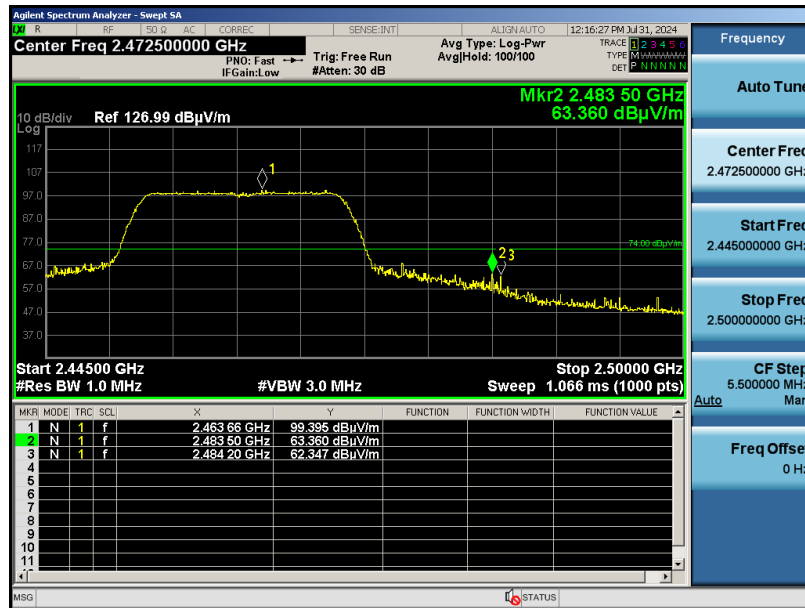 Agilent Spectrum Analyzer - Swept SA
LXI R RF 50 Ω AC CORREC SENSE:INT ALIGN AUTO 12:16:27 PM Jul 31, 2024
Center Freq 2.472500000 GHz
PNO: Fast
IFGain:Low
Trig: Free Run
#Atten: 30 dB
Avg Type: Log-Pwr
Avg|Hold: 100/100
TRACE 1 2 3 4 5 6
TYPE M WWWWW
DET P N N N N N
Mkr2 2.483 50 GHz
63.360 dBµV/m
10 dB/div Ref 126.99 dBµV/m
Log
117
107
97.0
87.0
77.0
67.0
57.0
47.0
37.0
1
2
3
74.00 dBµV/m
Start 2.44500 GHz Stop 2.50000 GHz
#Res BW 1.0 MHz #VBW 3.0 MHz Sweep 1.066 ms (1000 pts)
MKR MODE TRC SCL X Y FUNCTION FUNCTION WIDTH FUNCTION VALUE
1 N 1 f 2.463 66 GHz 99.395 dBµV/m
2 N 1 f 2.483 50 GHz 63.360 dBµV/m
3 N 1 f 2.484 20 GHz 62.347 dBµV/m
4
5
6
7
8
9
10
11
MSG STATUS
Frequency
Auto Tune
Center Freq
2.472500000 GHz
Start Freq
2.445000000 GHz
Stop Freq
2.500000000 GHz
CF Step
5.500000 MHz
Auto Man
Freq Offset
0 Hz